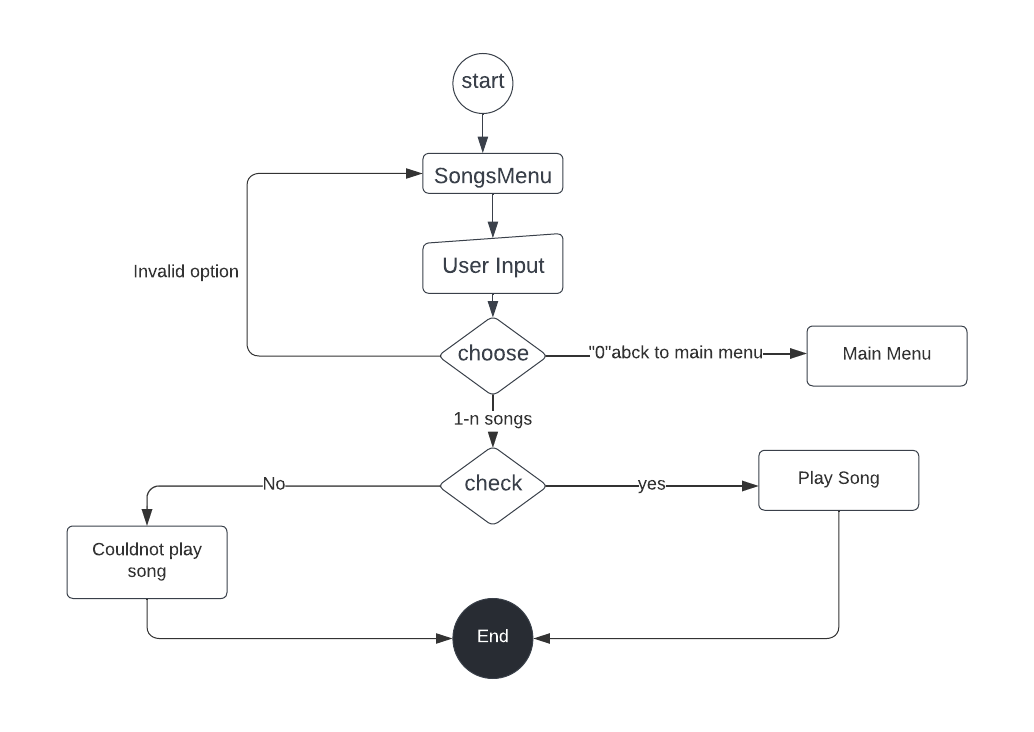 start
SongsMenu
Invalid option
User Input
choose
"0"abck to main menu
Main Menu
1-n songs
No
check
yes
Play Song
Couldnot play
song
End